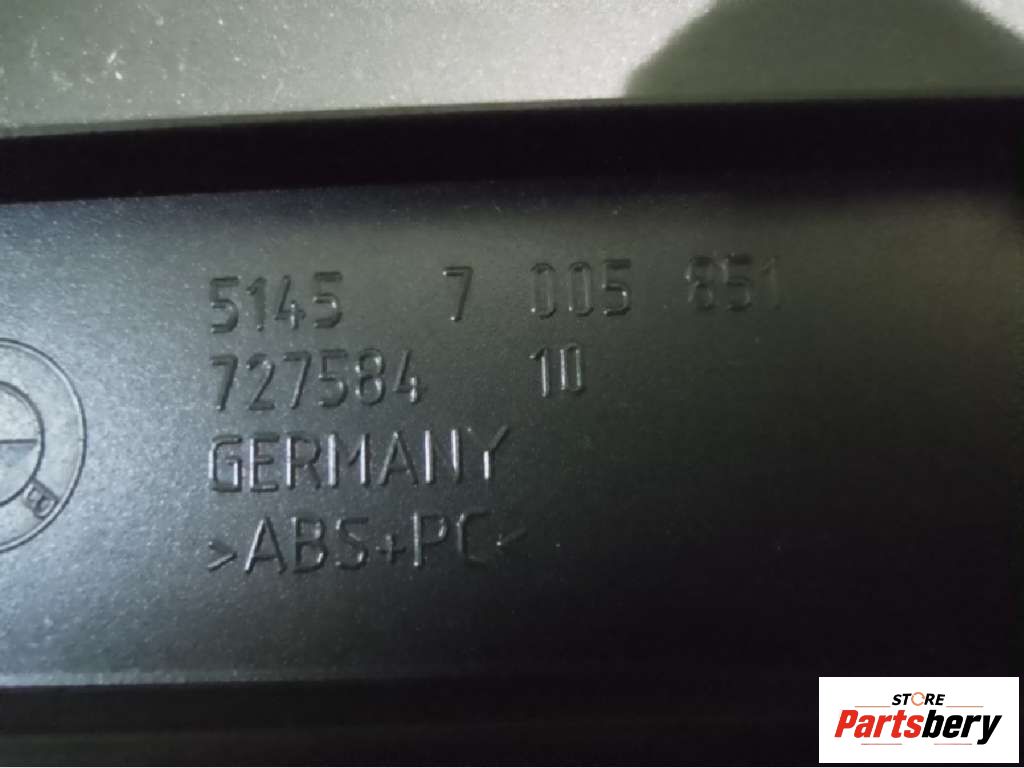 5145 7 005 851
727584 10
GERMANY
>ABS+PC<
B
STORE
Partsbery